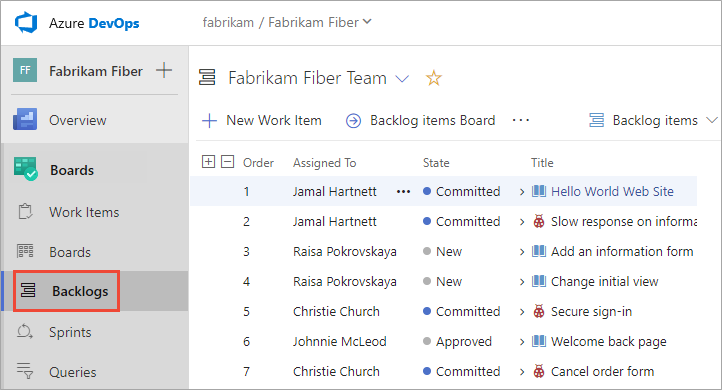 Azure DevOps
fabrikam / Fabrikam Fiber
FF Fabrikam Fiber
Fabrikam Fiber Team
Overview
New Work Item Backlog items Board ... Backlog items
Boards
Order Assigned To State Title
1 Jamal Hartnett ... Committed Hello World Web Site
Work Items
2 Jamal Hartnett Committed Slow response on informa
Boards
3 Raisa Pokrovskaya New Add an information form
4 Raisa Pokrovskaya New Change initial view
Backlogs
5 Christie Church Committed Secure sign-in
Sprints
6 Johnnie McLeod Approved Welcome back page
Queries
7 Christie Church Committed Cancel order form